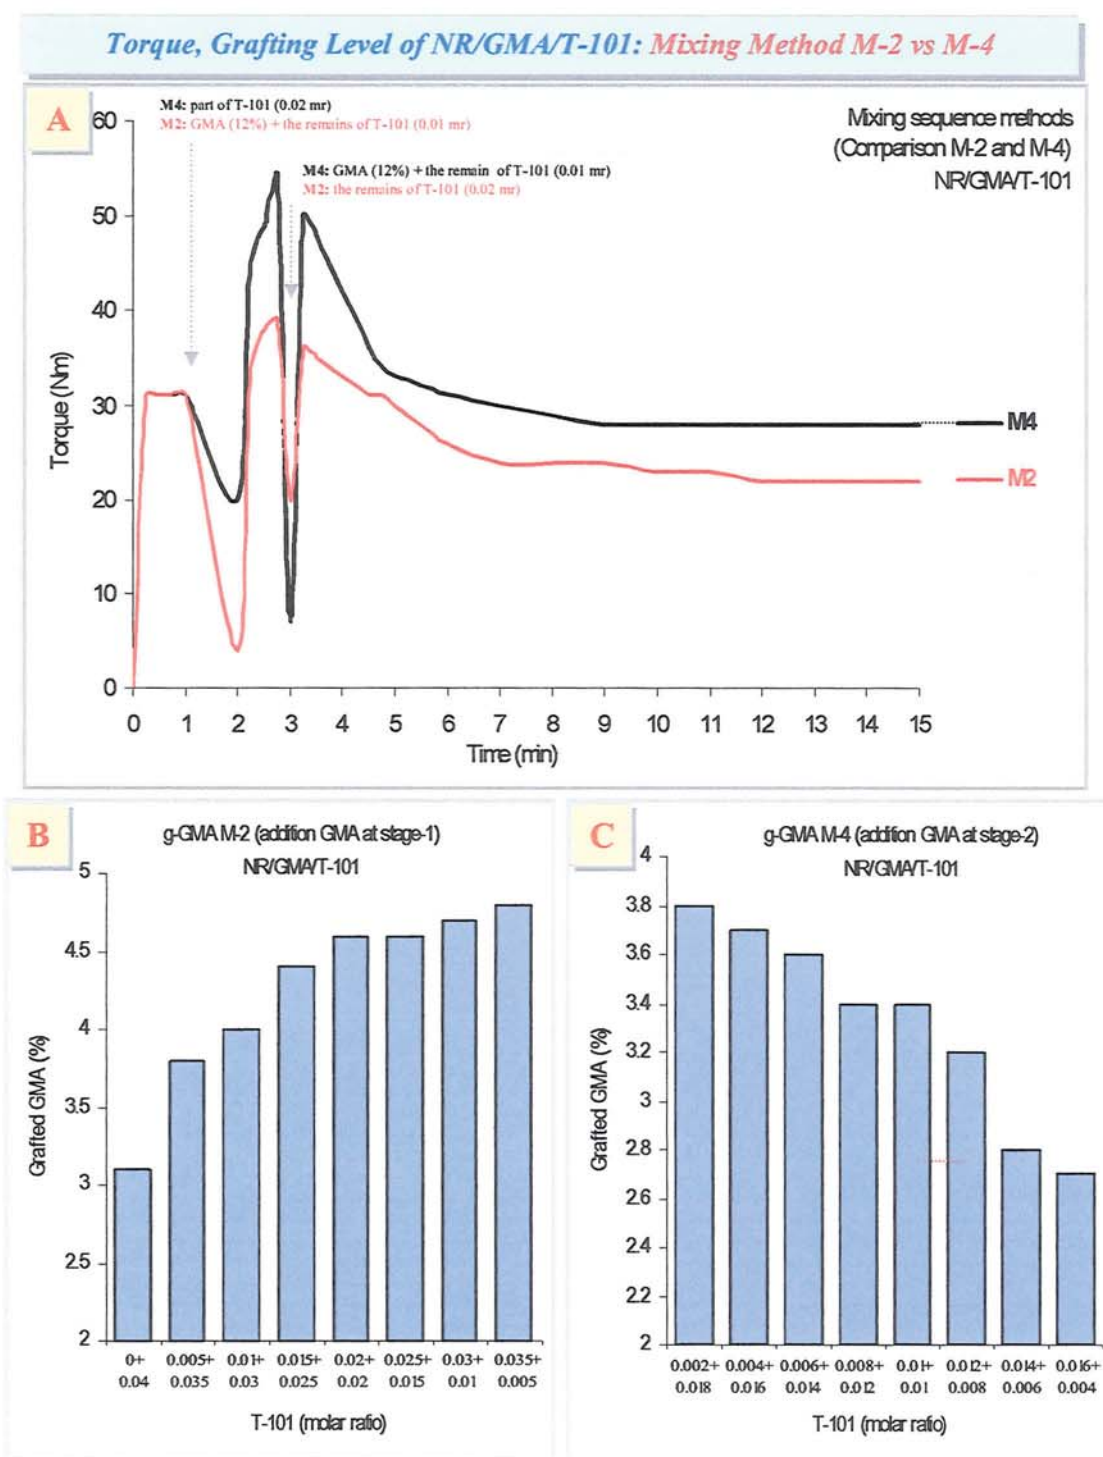 Torque, Grafting Level of NR/GMA/T-101: Mixing Method M-2 vs M-4
A
M4: part of T-101 (0.02 mr)
M2: GMA (12%) + the remains of T-101 (0.01 mr)
M4: GMA (12%) + the remain of T-101 (0.01 mr)
M2: the remains of T-101 (0.02 mr)
Mixing sequence methods
(Comparison M-2 and M-4)
NR/GMA/T-101
Torque (Nm)
60
50
40
30
20
10
0
M4
M2
0 1 2 3 4 5 6 7 8 9 10 11 12 13 14 15
Time (min)
B
g-GMA M-2 (addition GMA at stage-1)
NR/GMA/T-101
Grafted GMA (%)
5
4.5
4
3.5
3
2.5
2
0+ 0.005+ 0.01+ 0.015+ 0.02+ 0.025+ 0.03+ 0.035+
0.04 0.035 0.03 0.025 0.02 0.015 0.01 0.005
T-101 (molar ratio)
C
g-GMA M-4 (addition GMA at stage-2)
NR/GMA/T-101
Grafted GMA (%)
4
3.8
3.6
3.4
3.2
3
2.8
2.6
2.4
2.2
2
0.002+ 0.004+ 0.006+ 0.008+ 0.01+ 0.012+ 0.014+ 0.016+
0.018 0.016 0.014 0.012 0.01 0.008 0.006 0.004
T-101 (molar ratio)